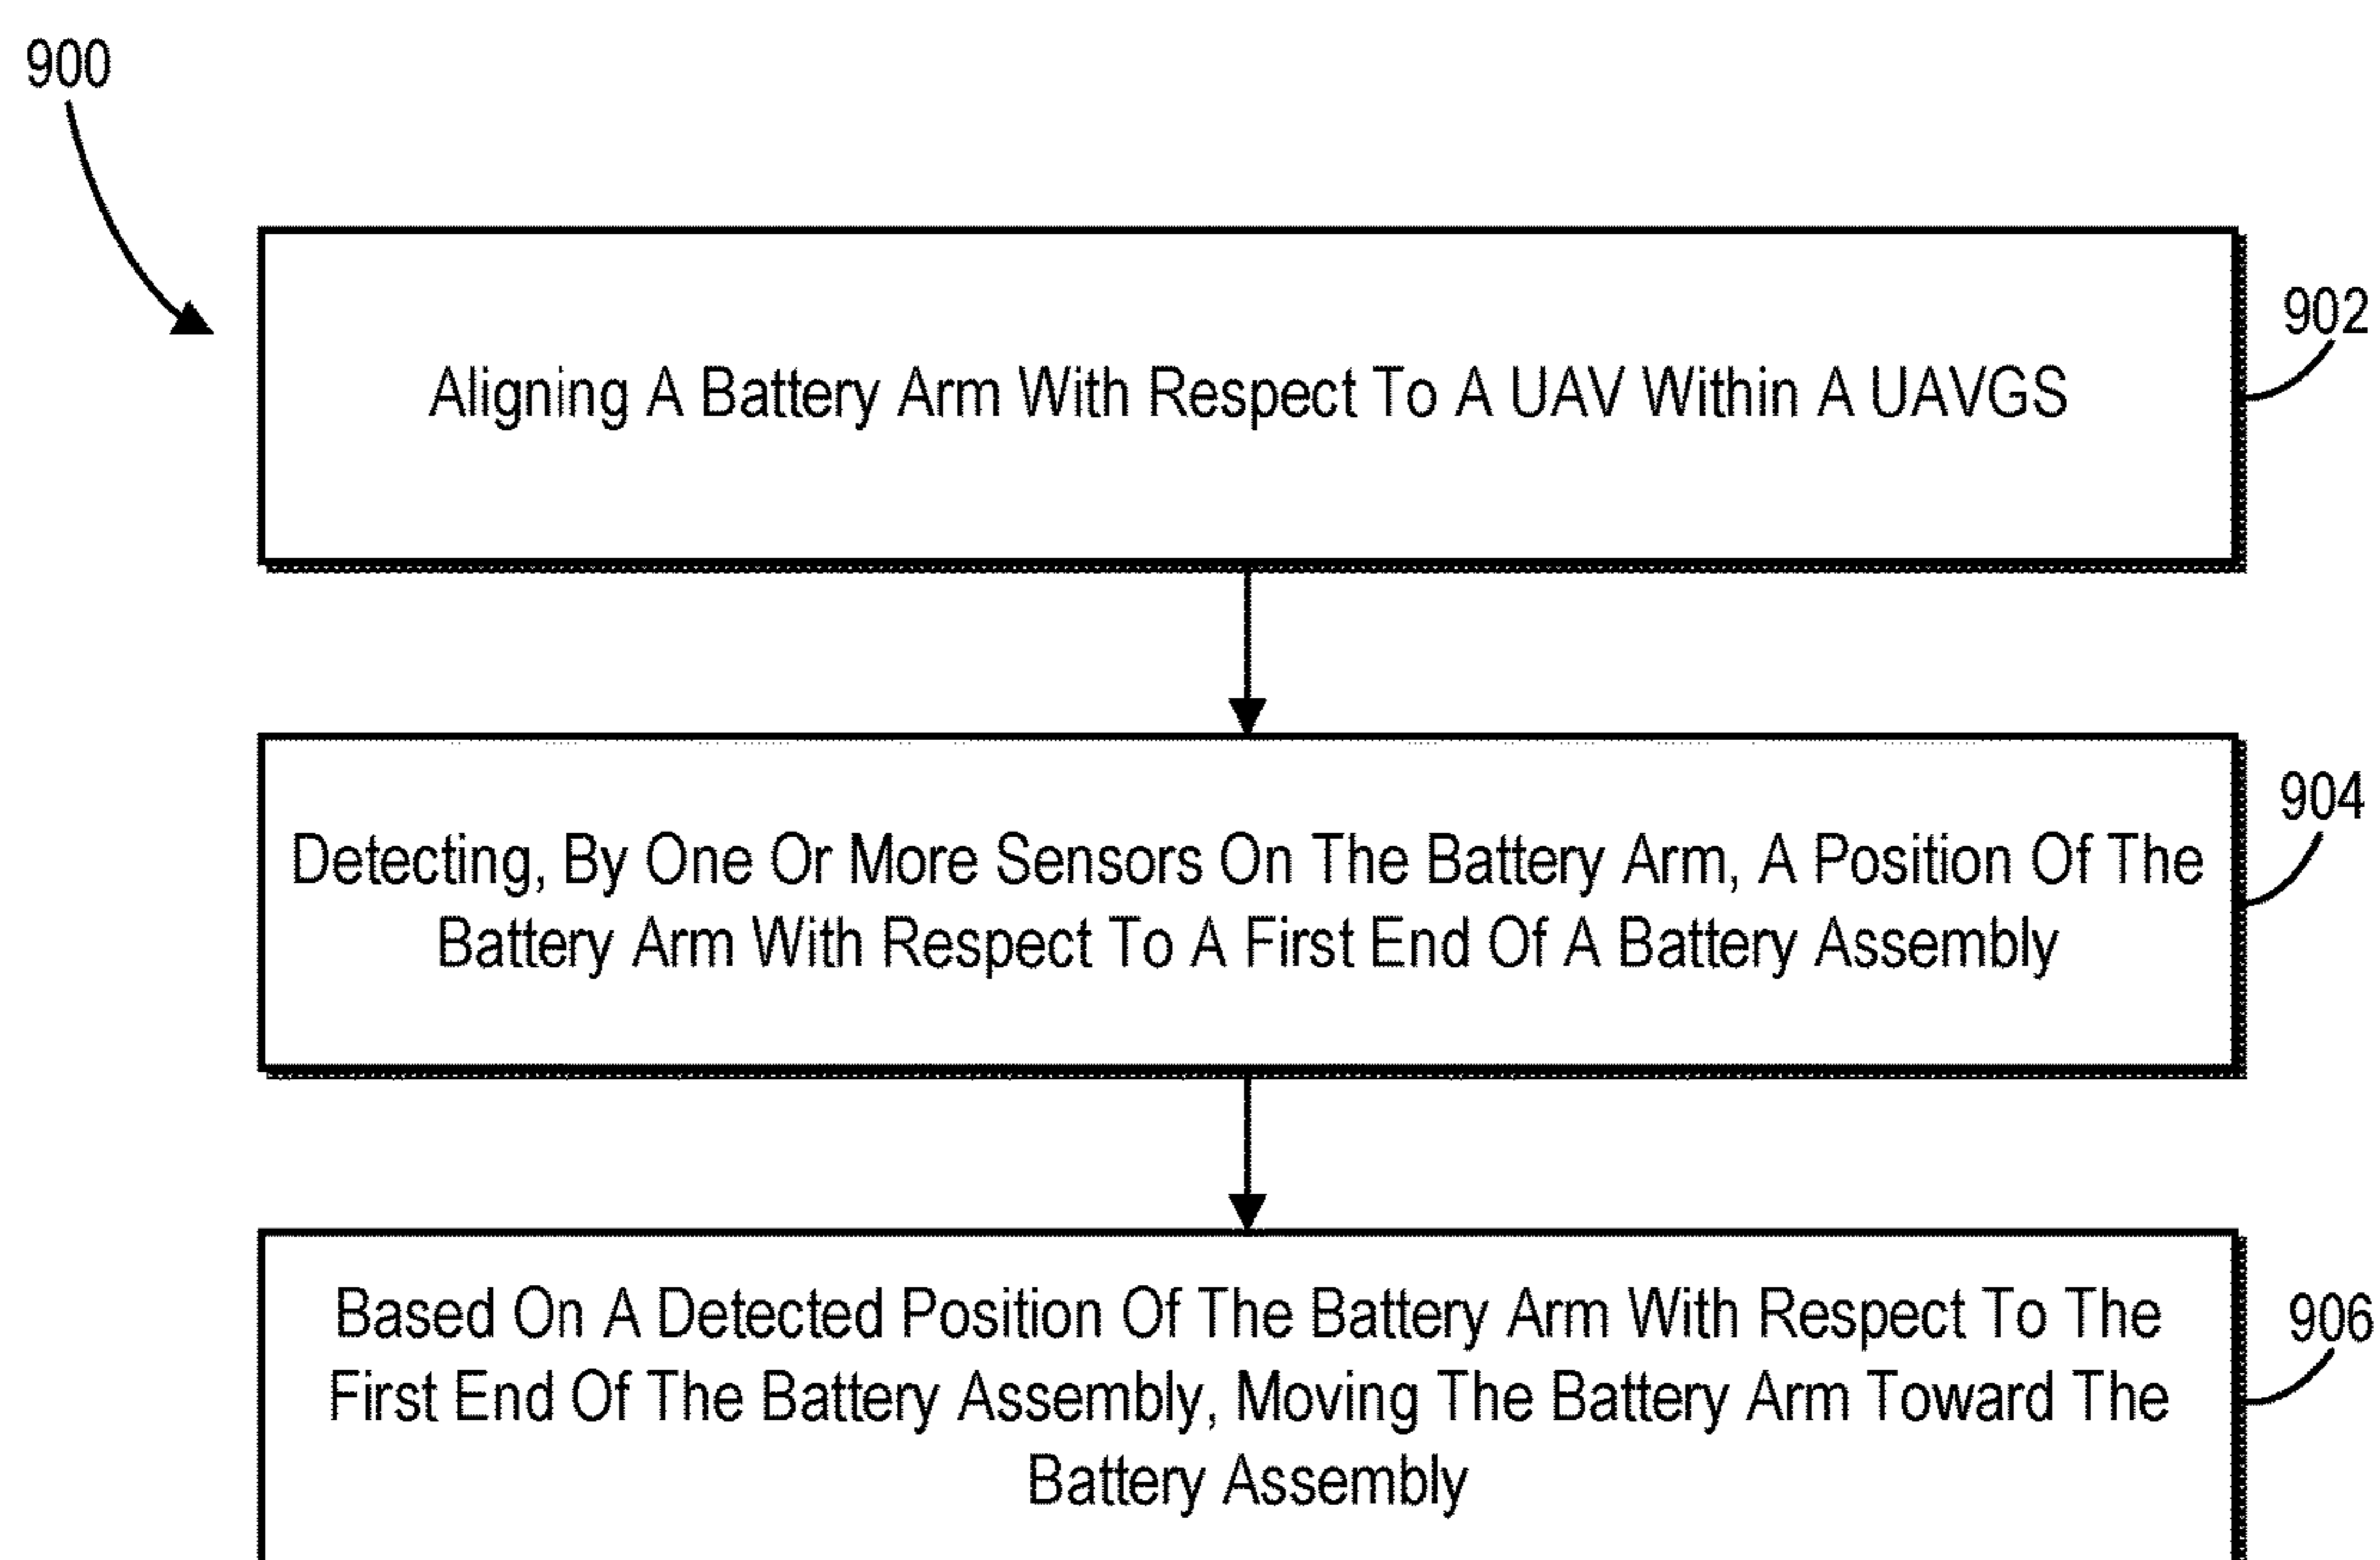 900
902
Aligning A Battery Arm With Respect To A UAV Within A UAVGS
904
Detecting, By One Or More Sensors On The Battery Arm, A Position Of The
Battery Arm With Respect To A First End Of A Battery Assembly
906
Based On A Detected Position Of The Battery Arm With Respect To The
First End Of The Battery Assembly, Moving The Battery Arm Toward The
Battery Assembly